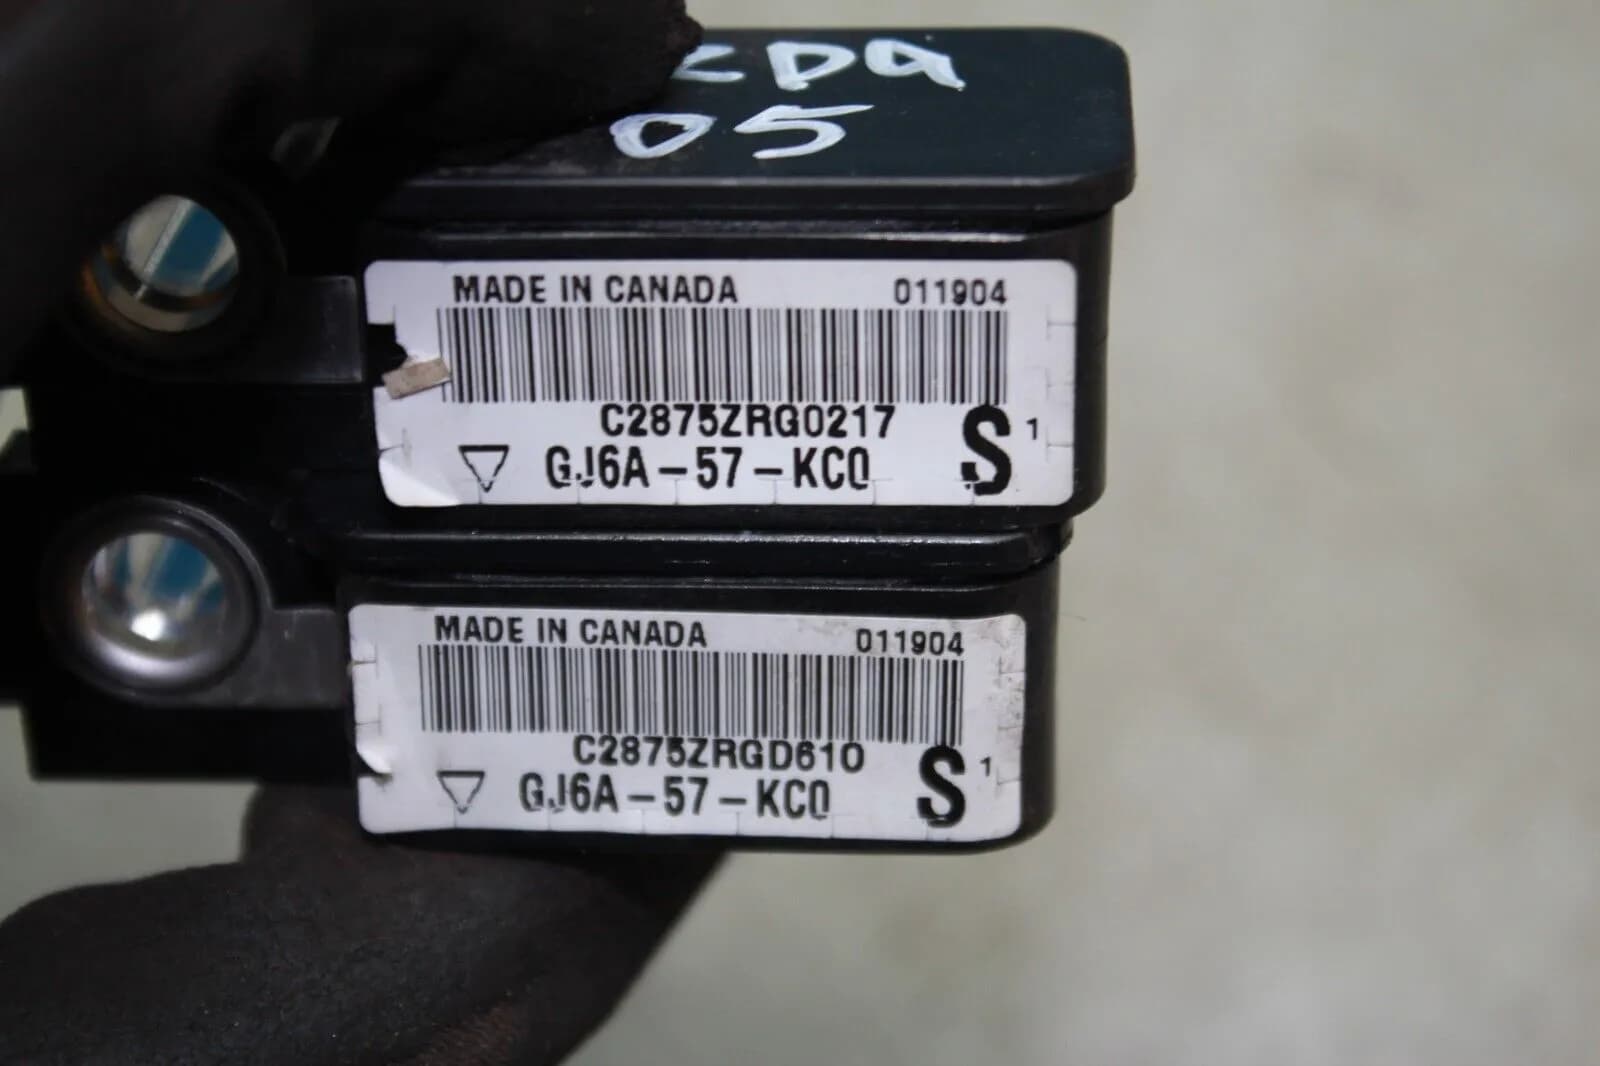 ZDA
05
MADE IN CANADA 011904
C2875ZRG0217
GJ6A-57-KC0 S 1
MADE IN CANADA 011904
C2875ZRGD610
GJ6A-57-KC0 S 1